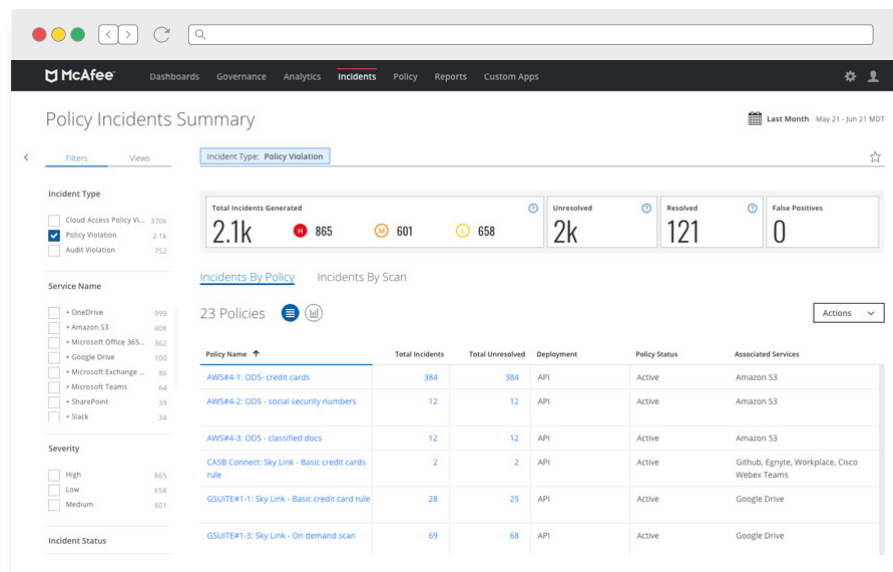 McAfee
Dashboards Governance Analytics Incidents Policy Reports Custom Apps
Policy Incidents Summary
Last Month May 21 - Jun 21 MDT
Filters Views
Incident Type: Policy Violation
Incident Type
Cloud Access Policy Vi... 370k
Policy Violation 2.1k
Audit Violation 752
Service Name
+ OneDrive 999
+ Amazon S3 408
+ Microsoft Office 365... 362
+ Google Drive 100
+ Microsoft Exchange ... 86
+ Microsoft Teams 64
+ SharePoint 39
+ Slack 34
Severity
High 865
Low 658
Medium 601
Incident Status
Total Incidents Generated ?
2.1k H 865 M 601 L 658
Unresolved ?
2k
Resolved ?
121
False Positives
0
Incidents By Policy Incidents By Scan
23 Policies
Actions
Policy Name Total Incidents Total Unresolved Deployment Policy Status Associated Services
AWS#4-1: ODS- credit cards 384 384 API Active Amazon S3
AWS#4-2: ODS - social security numbers 12 12 API Active Amazon S3
AWS#4-3: ODS - classified docs 12 12 API Active Amazon S3
CASB Connect: Sky Link - Basic credit cards 2 2 API Active Github, Egnyte, Workplace, Cisco
rule Webex Teams
GSUITE#1-1: Sky Link - Basic credit card rule 28 25 API Active Google Drive
GSUITE#1-3: Sky Link - On demand scan 69 68 API Active Google Drive